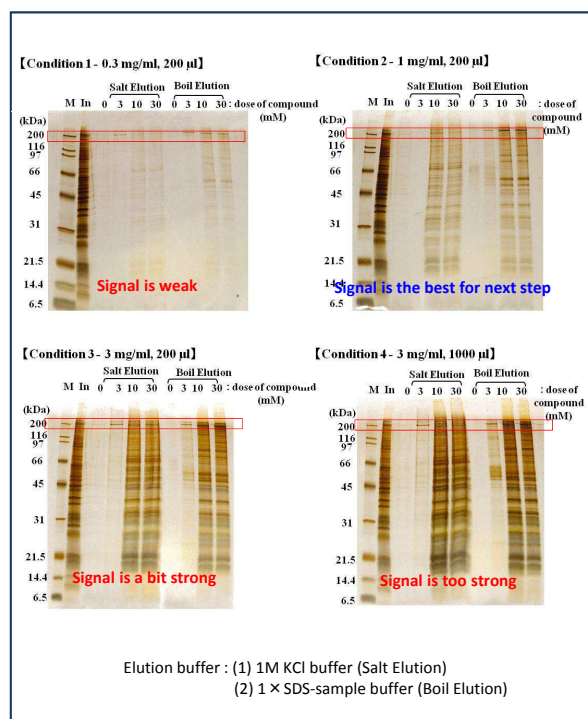 【Condition 1 - 0.3 mg/ml, 200 µl】
Salt Elution Boil Elution
M In 0 3 10 30 0 3 10 30 : dose of compound
(mM)
(kDa)
200
116
97
66
45
31
21.5
14.4
6.5
Signal is weak
【Condition 2 - 1 mg/ml, 200 µl】
Salt Elution Boil Elution
M In 0 3 10 30 0 3 10 30 : dose of
compound
(mM)
(kDa)
200
116
97
66
45
31
21.5
14.4
6.5
Signal is the best for next step
【Condition 3 - 3 mg/ml, 200 µl】
Salt Elution Boil Elution
M In 0 3 10 30 0 3 10 30 : dose of compound
(mM)
(kDa)
200
116
97
66
45
31
21.5
14.4
6.5
Signal is a bit strong
【Condition 4 - 3 mg/ml, 1000 µl】
Salt Elution Boil Elution
M In 0 3 10 30 0 3 10 30 : dose of
compound
(mM)
(kDa)
200
116
97
66
45
31
21.5
14.4
6.5
Signal is too strong
Elution buffer : (1) 1M KCl buffer (Salt Elution)
(2) 1 × SDS-sample buffer (Boil Elution)